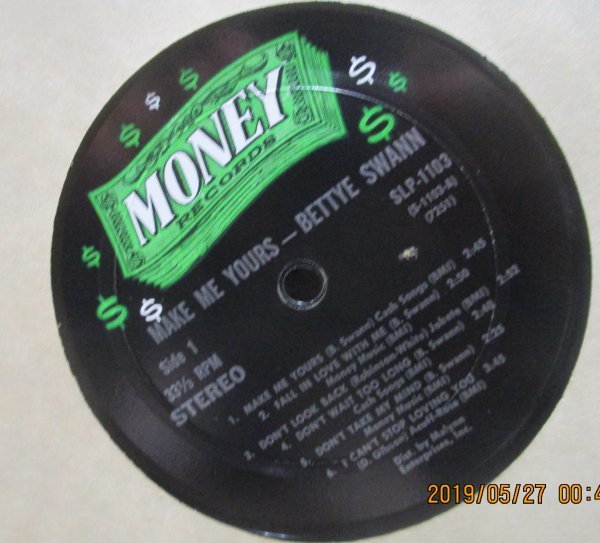 MONEY
RECORDS
MAKE ME YOURS — BETTYE SWANN
SLP-1103
(S-1103-A)
(7251)
Side 1
33⅓ RPM
STEREO
1. MAKE ME YOURS (B. Swann) Cash Songs (BMI) 2:45
2. FALL IN LOVE WITH ME (B. Swann) 2:50
Money Music (BMI)
3. DON'T LOOK BACK (Robinson-White) Jobete (BMI) 2:52
4. DON'T WAIT TOO LONG (B. Swann) 2:45
Cash Songs (BMI)
5. DON'T TAKE MY MIND (B. Swann) 2:25
Money Music (BMI)
6. I CAN'T STOP LOVING YOU 3:45
(D. Gibson) Acuff-Rose (BMI)
Dist. by Melyon
Enterprises, Inc.
2019/05/27 00:4